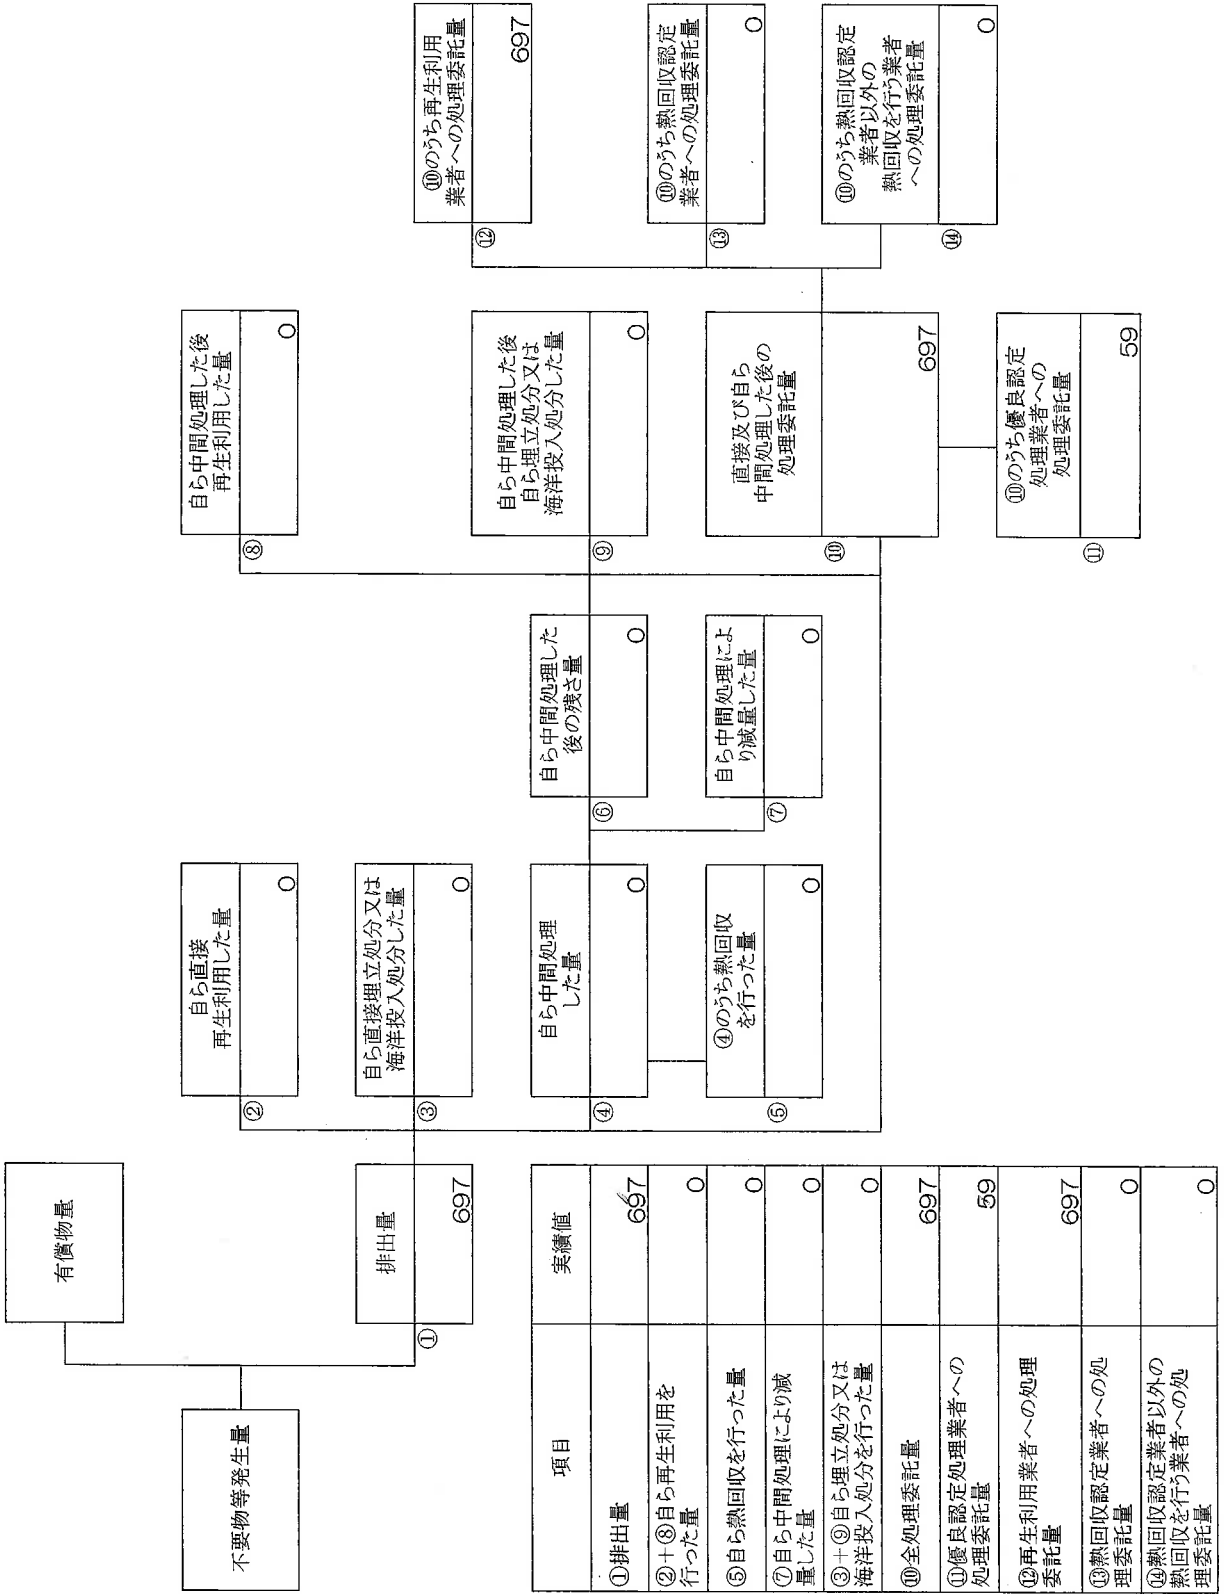 不要物等発生量
有償物量
①
排出量
697
②
自ら直接
再生利用した量
0
③
自ら直接埋立処分又は
海洋投入処分した量
0
④
自ら中間処理
した量
0
⑤
④のうち熱回収
を行った量
0
⑥
自ら中間処理した
後の残さ量
0
⑦
自ら中間処理によ
り減量した量
0
⑧
自ら中間処理した後
再生利用した量
0
⑨
自ら中間処理した後
自ら埋立処分又は
海洋投入処分した量
0
⑩
直接及び自ら
中間処理した後の
処理委託量
697
⑪
⑩のうち優良認定
処理業者への
処理委託量
59
⑫
⑩のうち再生利用
業者への処理委託量
697
⑬
⑩のうち熱回収認定
業者への処理委託量
0
⑭
⑩のうち熱回収認定
業者以外の
熱回収を行う業者
への処理委託量
0
項目
実績値
①排出量
697
②+⑧自ら再生利用を
行った量
0
⑤自ら熱回収を行った量
0
⑦自ら中間処理により減
量した量
0
③+⑨自ら埋立処分又は
海洋投入処分を行った量
0
⑩全処理委託量
697
⑪優良認定処理業者への
処理委託量
59
⑫再生利用業者への処理
委託量
697
⑬熱回収認定業者への処
理委託量
0
⑭熱回収認定業者以外の
熱回収を行う業者への処
理委託量
0